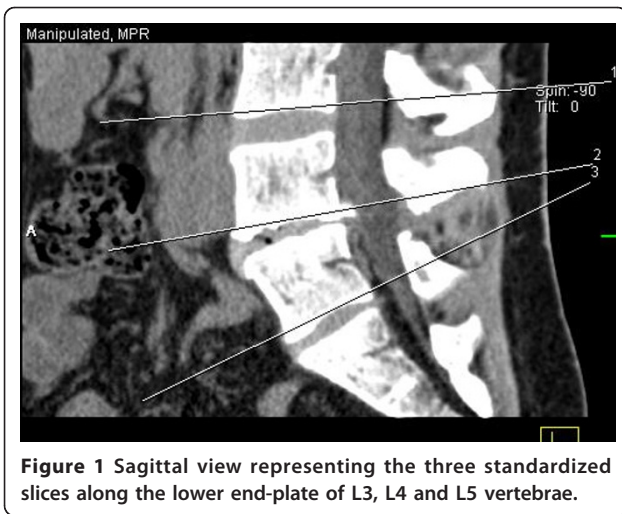 Manipulated, MPR
1
Spin: -90
Tilt: 0
2
3
A
Figure 1 Sagittal view representing the three standardized
slices along the lower end-plate of L3, L4 and L5 vertebrae.